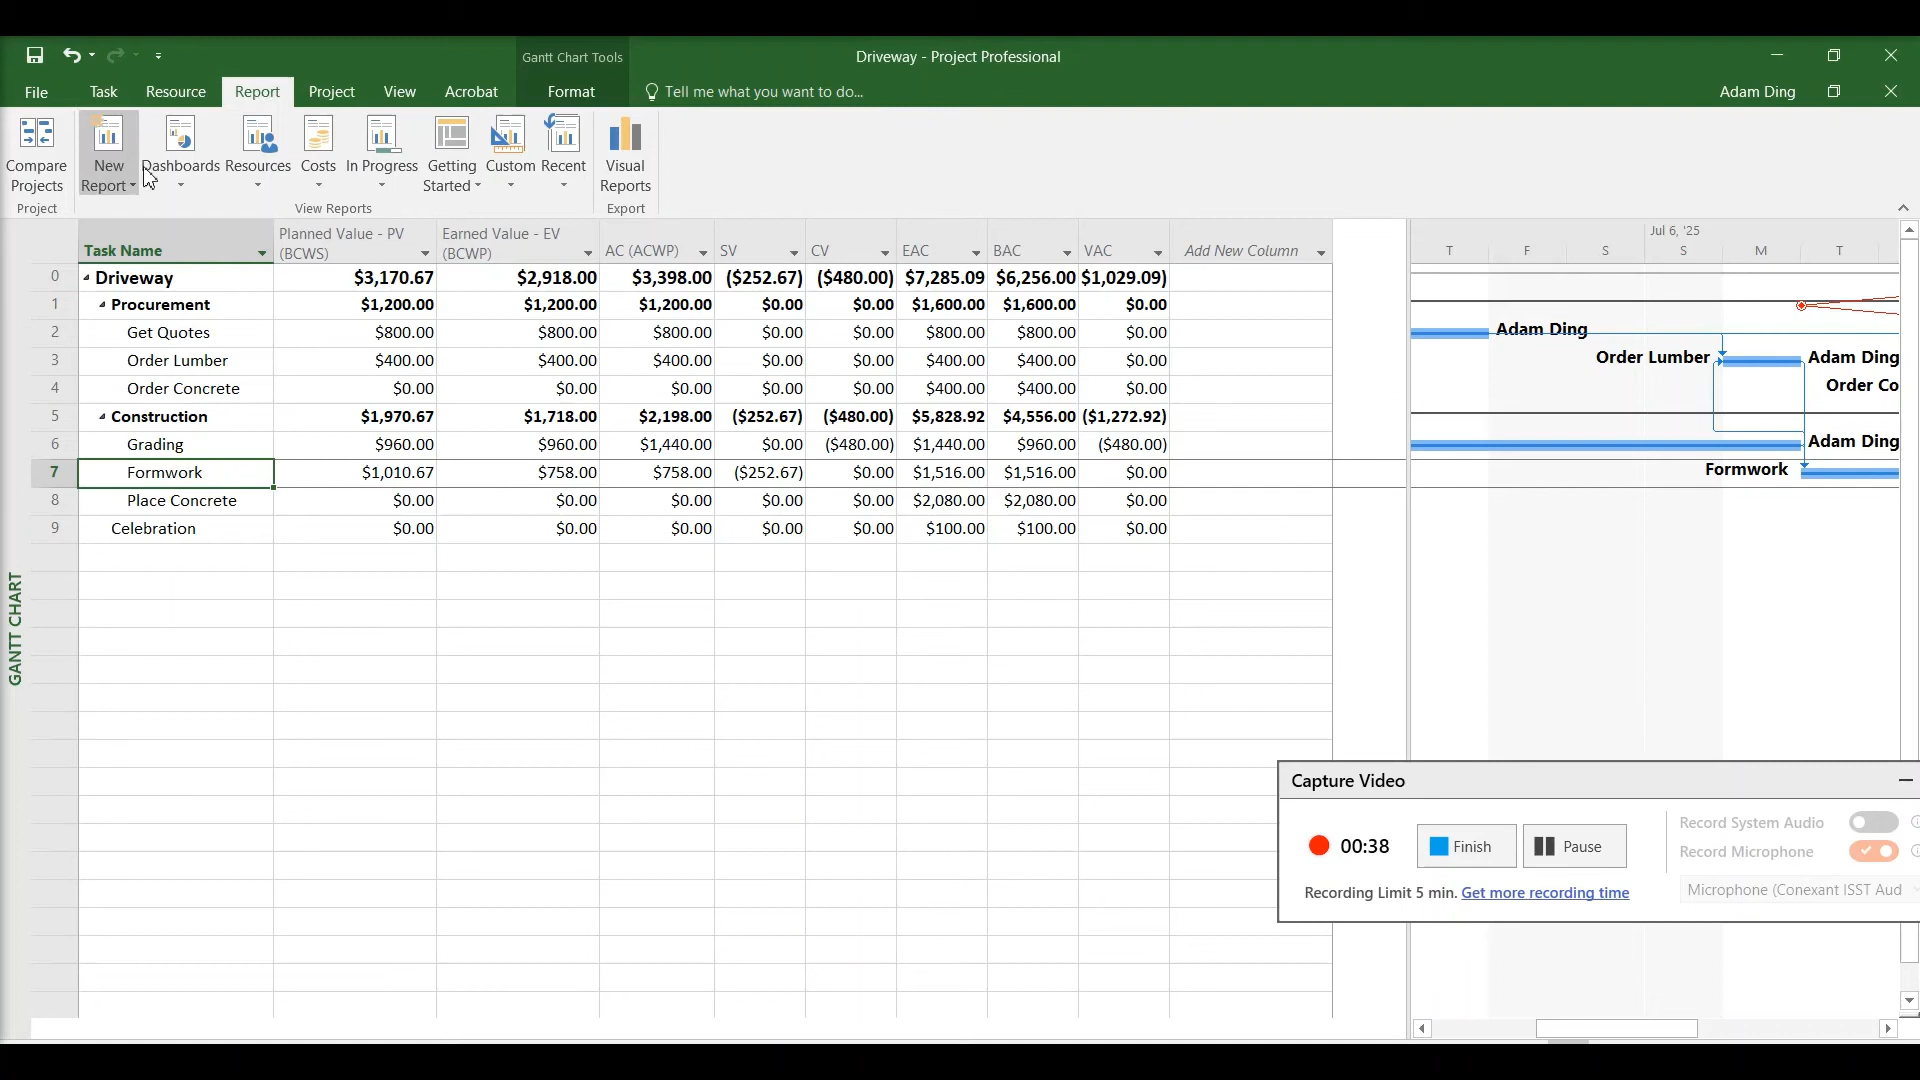 Gantt Chart Tools
Driveway - Project Professional
File Task Resource Report Project View Acrobat Format Tell me what you want to do... Adam Ding
Compare Projects
New Report
Dashboards
Resources
Costs
In Progress
Getting Started
Custom
Recent
Visual Reports
Project View Reports Export
Task Name Planned Value - PV (BCWS) Earned Value - EV (BCWP) AC (ACWP) SV CV EAC BAC VAC Add New Column
0 Driveway $3,170.67 $2,918.00 $3,398.00 ($252.67) ($480.00) $7,285.09 $6,256.00 $1,029.09)
1 Procurement $1,200.00 $1,200.00 $1,200.00 $0.00 $0.00 $1,600.00 $1,600.00 $0.00
2 Get Quotes $800.00 $800.00 $800.00 $0.00 $0.00 $800.00 $800.00 $0.00
3 Order Lumber $400.00 $400.00 $400.00 $0.00 $0.00 $400.00 $400.00 $0.00
4 Order Concrete $0.00 $0.00 $0.00 $0.00 $0.00 $400.00 $400.00 $0.00
5 Construction $1,970.67 $1,718.00 $2,198.00 ($252.67) ($480.00) $5,828.92 $4,556.00 ($1,272.92)
6 Grading $960.00 $960.00 $1,440.00 $0.00 ($480.00) $1,440.00 $960.00 ($480.00)
7 Formwork $1,010.67 $758.00 $758.00 ($252.67) $0.00 $1,516.00 $1,516.00 $0.00
8 Place Concrete $0.00 $0.00 $0.00 $0.00 $0.00 $2,080.00 $2,080.00 $0.00
9 Celebration $0.00 $0.00 $0.00 $0.00 $0.00 $100.00 $100.00 $0.00
GANTT CHART
Jul 6, '25
T F S S M T
Adam Ding
Order Lumber Adam Ding
Order Co
Adam Ding
Formwork
Capture Video
00:38 Finish Pause
Recording Limit 5 min. Get more recording time
Record System Audio
Record Microphone
Microphone (Conexant ISST Aud